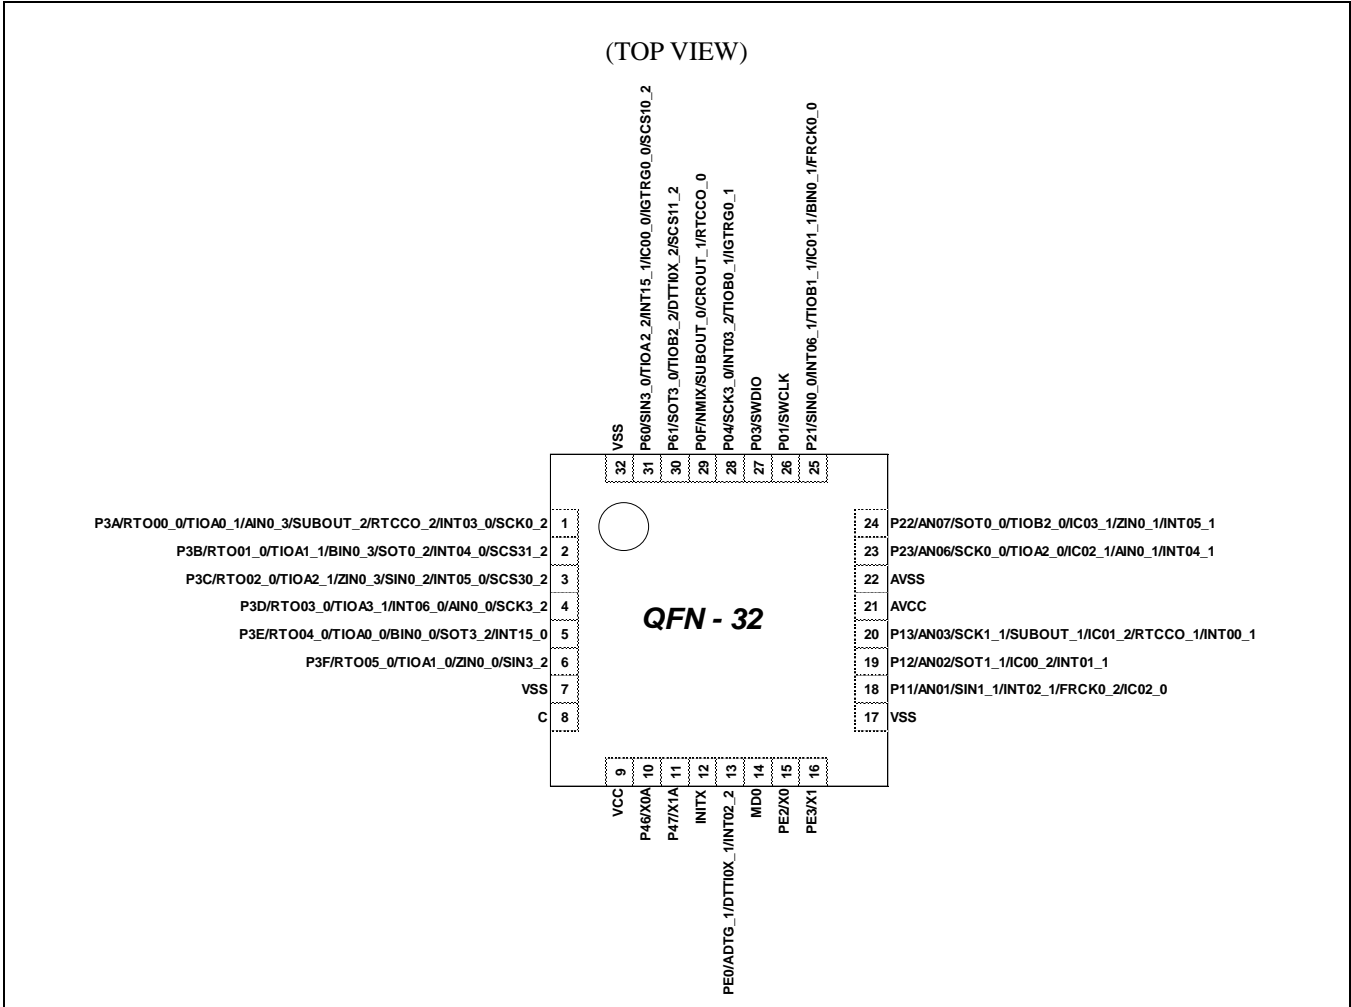 (TOP VIEW)
VSS
P60/SIN3_0/TIOA2_2/INT15_1/IC00_0/IGTRG0_0/SCS10_2
P61/SOT3_0/TIOB2_2/DTTI0X_2/SCS11_2
P0F/NMIX/SUBOUT_0/CROUT_1/RTCCO_0
P04/SCK3_0/INT03_2/TIOB0_1/IGTRG0_1
P03/SWDIO
P01/SWCLK
P21/SIN0_0/INT06_1/TIOB1_1/IC01_1/BIN0_1/FRCK0_0
32 31 30 29 28 27 26 25
P3A/RTO00_0/TIOA0_1/AIN0_3/SUBOUT_2/RTCCO_2/INT03_0/SCK0_2 1
P3B/RTO01_0/TIOA1_1/BIN0_3/SOT0_2/INT04_0/SCS31_2 2
P3C/RTO02_0/TIOA2_1/ZIN0_3/SIN0_2/INT05_0/SCS30_2 3
P3D/RTO03_0/TIOA3_1/INT06_0/AIN0_0/SCK3_2 4
P3E/RTO04_0/TIOA0_0/BIN0_0/SOT3_2/INT15_0 5
P3F/RTO05_0/TIOA1_0/ZIN0_0/SIN3_2 6
VSS 7
C 8
QFN - 32
24 P22/AN07/SOT0_0/TIOB2_0/IC03_1/ZIN0_1/INT05_1
23 P23/AN06/SCK0_0/TIOA2_0/IC02_1/AIN0_1/INT04_1
22 AVSS
21 AVCC
20 P13/AN03/SCK1_1/SUBOUT_1/IC01_2/RTCCO_1/INT00_1
19 P12/AN02/SOT1_1/IC00_2/INT01_1
18 P11/AN01/SIN1_1/INT02_1/FRCK0_2/IC02_0
17 VSS
9 10 11 12 13 14 15 16
VCC
P46/X0A
P47/X1A
INITX
PE0/ADTG_1/DTTI0X_1/INT02_2
MD0
PE2/X0
PE3/X1